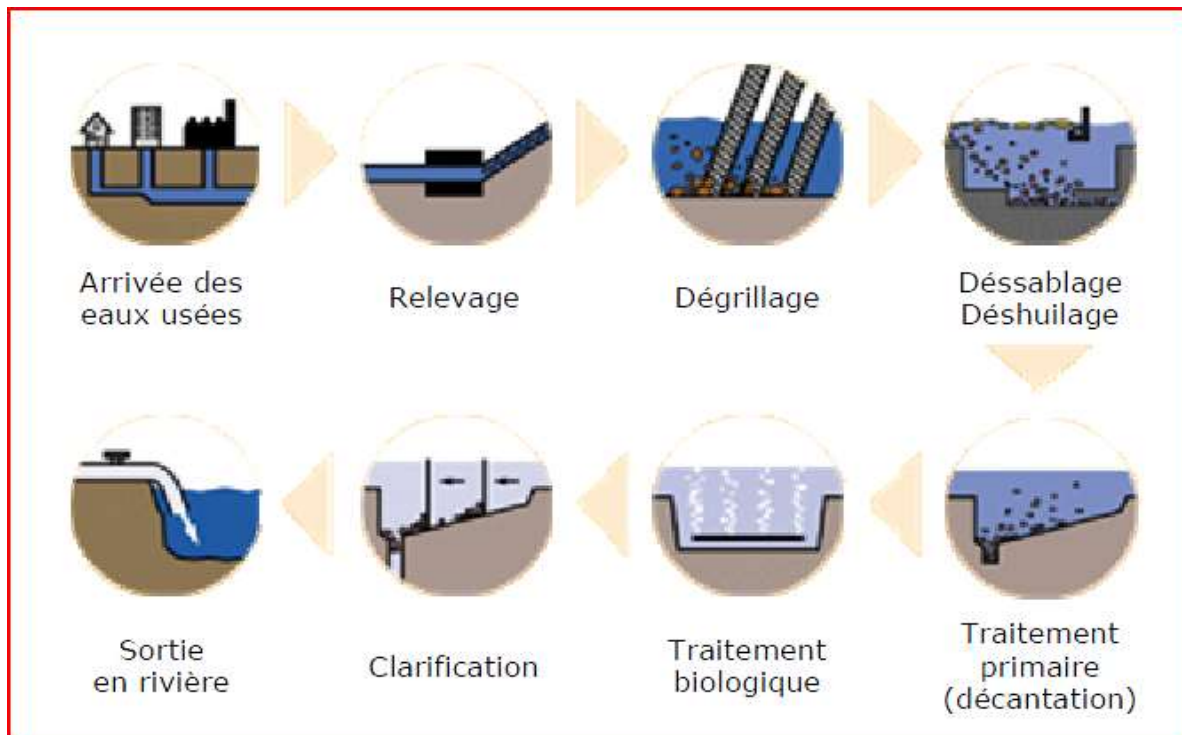 Arrivée des
eaux usées
Relevage
Dégrillage
Déssablage
Déshuilage
Traitement
primaire
(décantation)
Traitement
biologique
Clarification
Sortie
en rivière